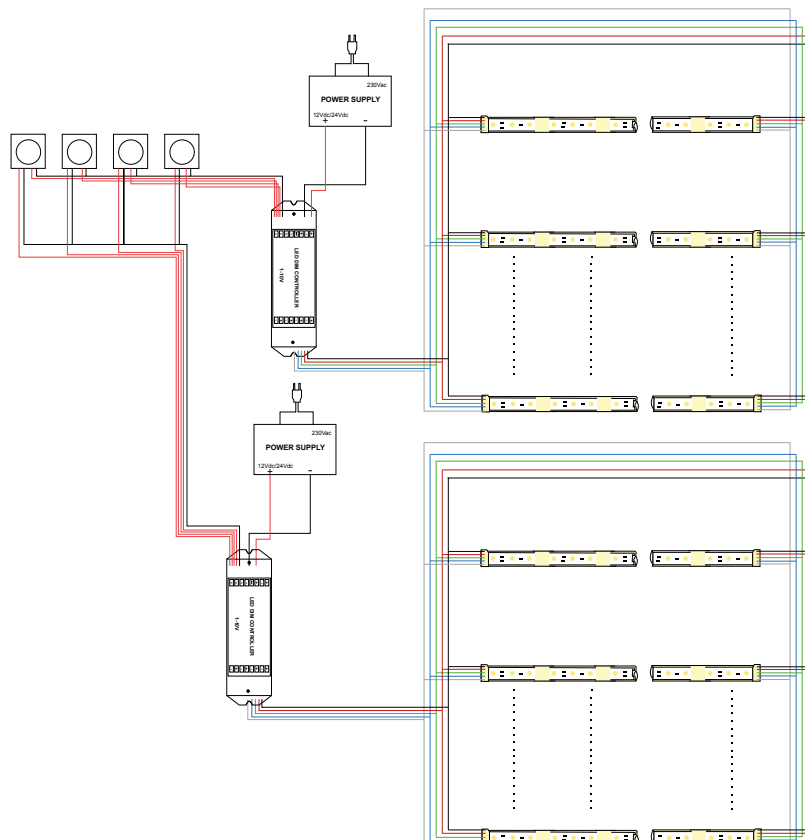 230Vac
POWER SUPPLY
12Vdc/24Vdc
+ -
LED DIM CONTROLLER
1-10V
230Vac
POWER SUPPLY
12Vdc/24Vdc
+ -
LED DIM CONTROLLER
1-10V